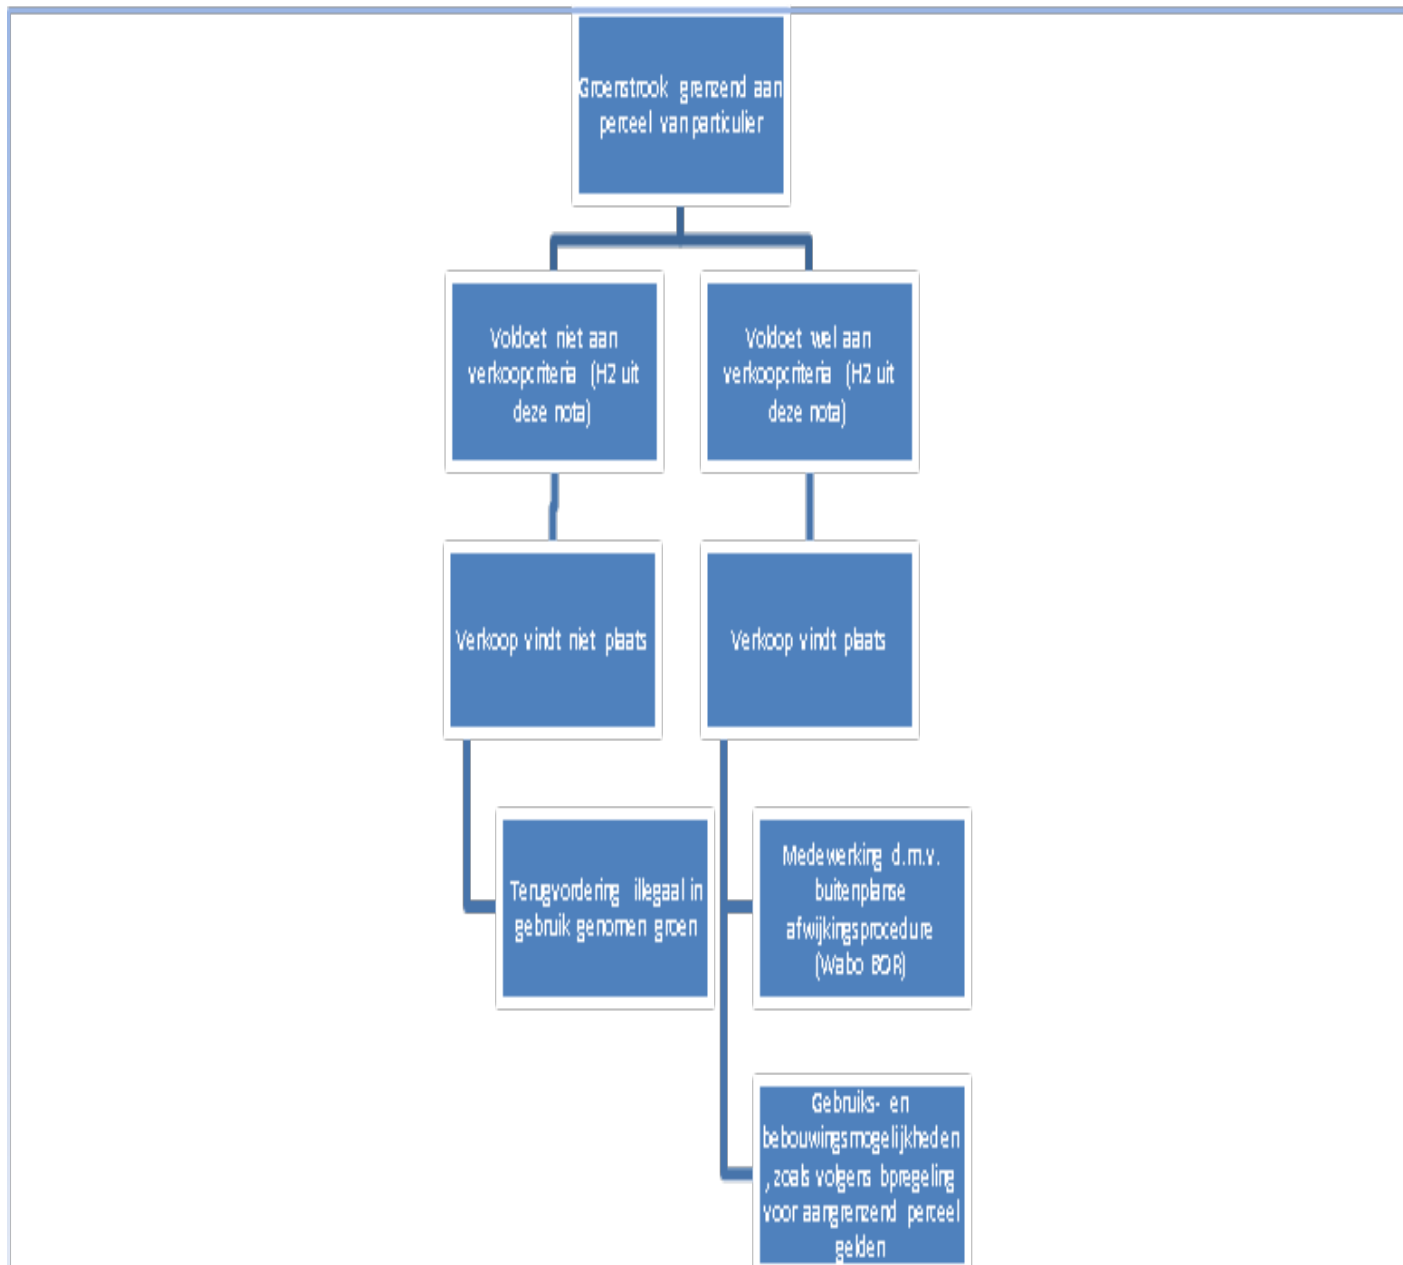 Groenstrook grenzend aan
perceel van particulier
Voldoet niet aan
verkoopcriteria (H2 uit
deze nota)
Voldoet wel aan
verkoopcriteria (H2 uit
deze nota)
Verkoop vindt niet plaats
Verkoop vindt plaats
Terugvordering illegaal in
gebruik genomen groen
Medewerking d.m.v.
buitenplanse
afwijkingsprocedure
(Wabo BOR)
Gebruiks- en
bebouwingsmogelijkheden
, zoals volgens bpregeling
voor aangrenzend perceel
gelden